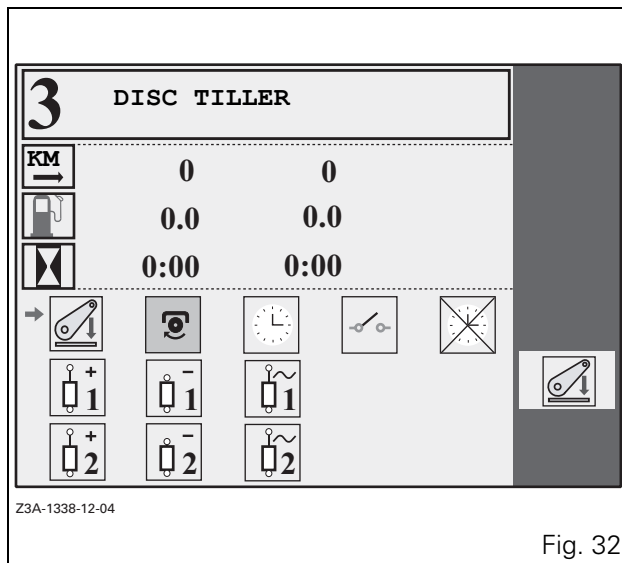 3 DISC TILLER
KM
0 0
0.0 0.0
0:00 0:00
+ 1 − 1 ~ 1
+ 2 − 2 ~ 2
Z3A-1338-12-04
Fig. 32